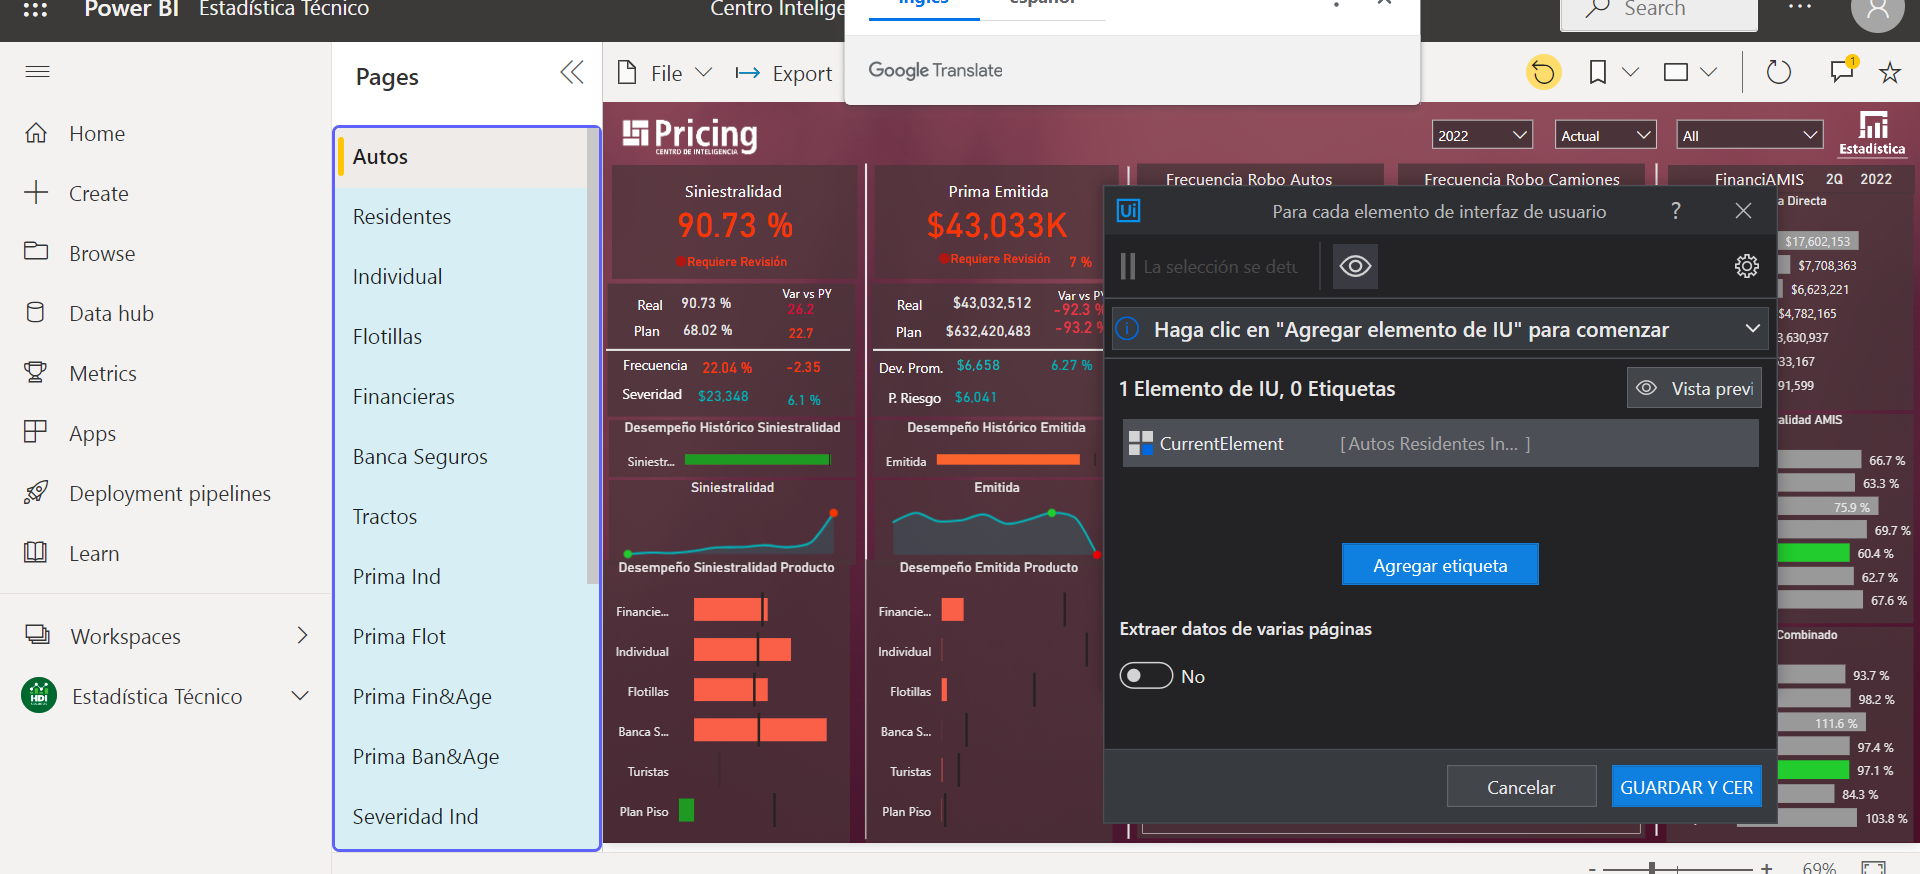 Power BI
Estadística Técnico
Search
Google Translate
Pages
File
Export
1
Home
Create
Browse
Data hub
Metrics
Apps
Deployment pipelines
Learn
Workspaces
Estadística Técnico
HDI
Autos
Residentes
Individual
Flotillas
Financieras
Banca Seguros
Tractos
Prima Ind
Prima Flot
Prima Fin&Age
Prima Ban&Age
Severidad Ind
Pricing
CENTRO DE INTELIGENCIA
2022
Actual
All
Estadística
Siniestralidad
90.73 %
Requiere Revisión
Real 90.73 % Var vs PY 26.2
Plan 68.02 % 22.7
Frecuencia 22.04 % -2.35
Severidad $23,348 6.1 %
Desempeño Histórico Siniestralidad
Siniestr...
Siniestralidad
Desempeño Siniestralidad Producto
Financie...
Individual
Flotillas
Banca S...
Turistas
Plan Piso
Prima Emitida
$43,033K
Requiere Revisión 7 %
Real $43,032,512 Var vs PY -92.3 %
Plan $632,420,483 -93.2
Dev. Prom. $6,658 6.27 %
P. Riesgo $6,041
Desempeño Histórico Emitida
Emitida
Emitida
Desempeño Emitida Producto
Financie...
Individual
Flotillas
Banca S...
Turistas
Plan Piso
Frecuencia Robo Autos
Frecuencia Robo Camiones
FinanciAMIS 2Q 2022
a Directa
$17,602,153
$7,708,363
$6,623,221
$4,782,165
3,630,937
33,167
91,599
alidad AMIS
66.7 %
63.3 %
75.9 %
69.7 %
60.4 %
62.7 %
67.6 %
Combinado
93.7 %
98.2 %
111.6 %
97.4 %
97.1 %
84.3 %
103.8 %
Ui
Para cada elemento de interfaz de usuario
?
La selección se detu
Haga clic en "Agregar elemento de IU" para comenzar
1 Elemento de IU, 0 Etiquetas
Vista previ
CurrentElement [ Autos Residentes In... ]
Agregar etiqueta
Extraer datos de varias páginas
No
Cancelar
GUARDAR Y CER
- + 69%